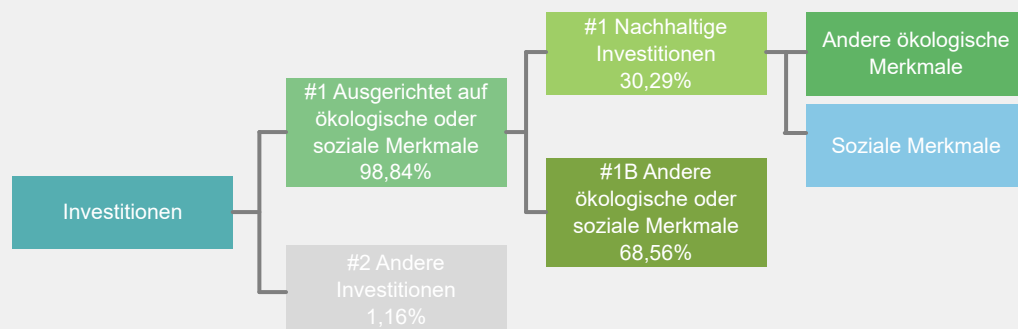 Investitionen
#1 Ausgerichtet auf
ökologische oder
soziale Merkmale
98,84%
#2 Andere
Investitionen
1,16%
#1 Nachhaltige
Investitionen
30,29%
#1B Andere
ökologische oder
soziale Merkmale
68,56%
Andere ökologische
Merkmale
Soziale Merkmale